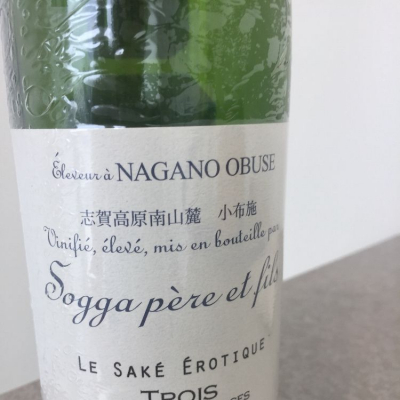 Éleveur à NAGANO OBUSE
志賀高原南山麓 小布施
Vinifié, élevé, mis en bouteille par
Sogga père et fils
LE SAKÉ ÉROTIQUE
TROIS